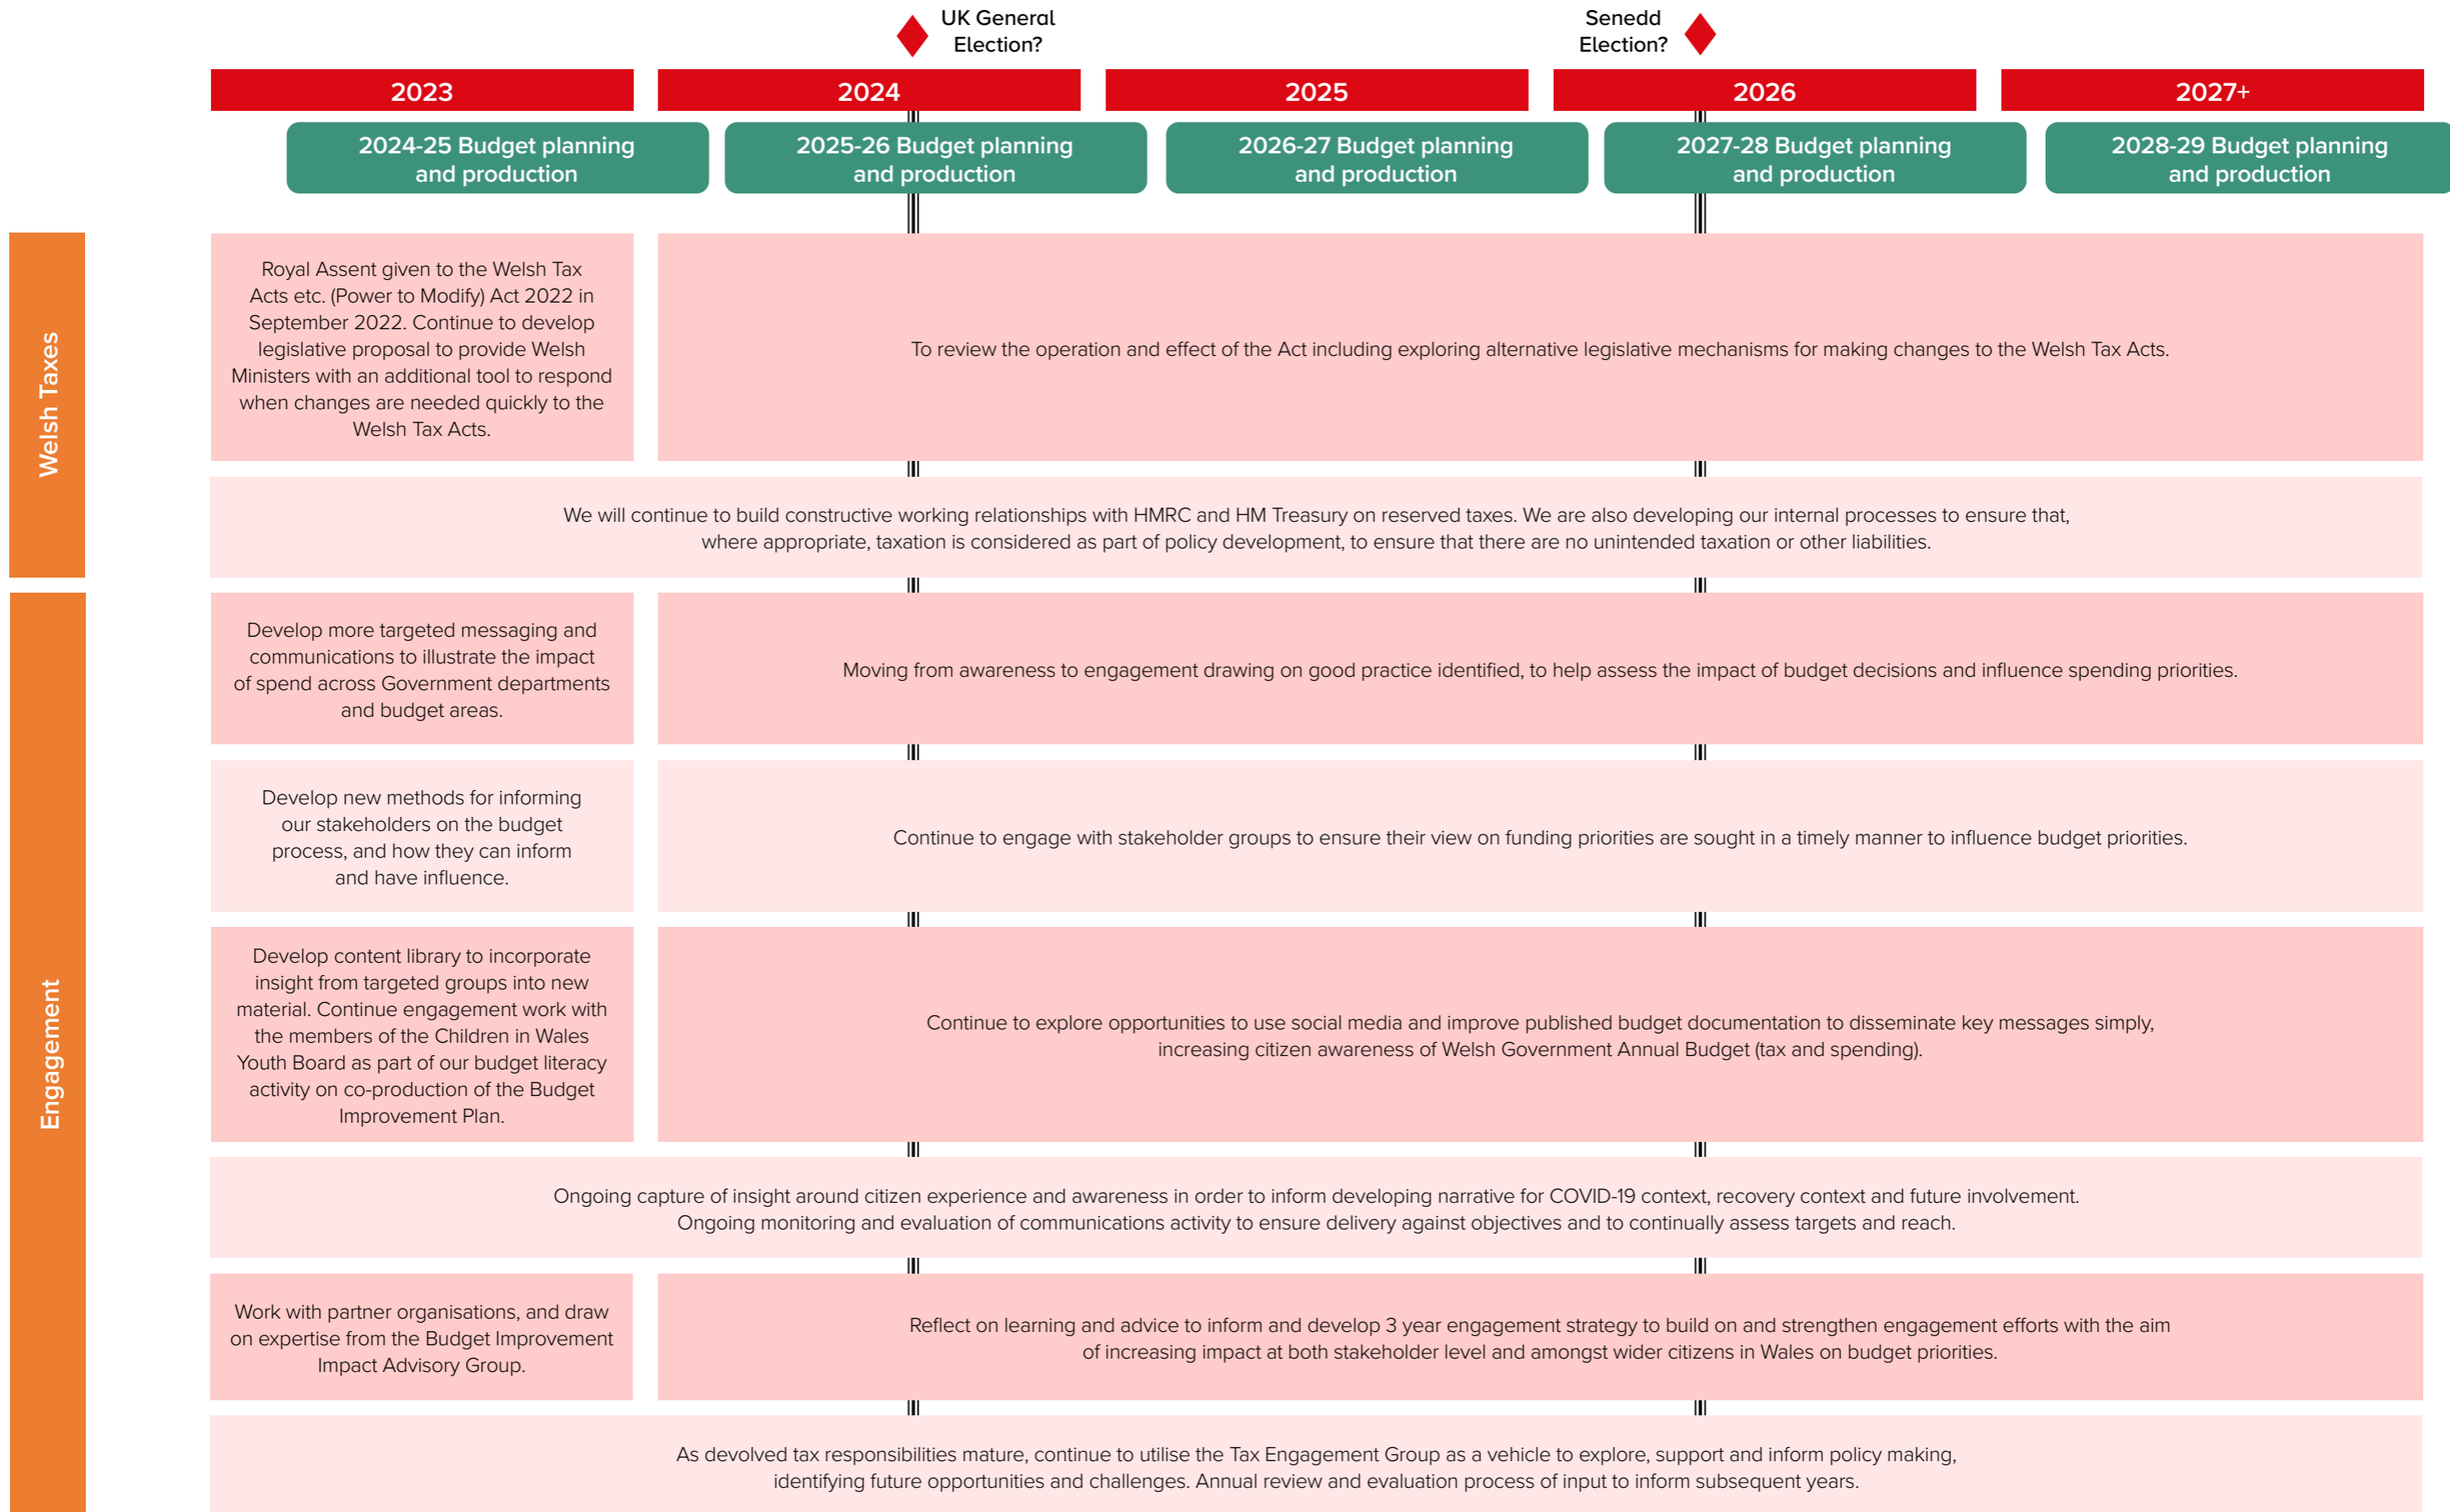 UK General
Election?
Senedd
Election?
2023
2024
2025
2026
2027+
2024-25 Budget planning
and production
2025-26 Budget planning
and production
2026-27 Budget planning
and production
2027-28 Budget planning
and production
2028-29 Budget planning
and production
Welsh Taxes
Royal Assent given to the Welsh Tax
Acts etc. (Power to Modify) Act 2022 in
September 2022. Continue to develop
legislative proposal to provide Welsh
Ministers with an additional tool to respond
when changes are needed quickly to the
Welsh Tax Acts.
To review the operation and effect of the Act including exploring alternative legislative mechanisms for making changes to the Welsh Tax Acts.
We will continue to build constructive working relationships with HMRC and HM Treasury on reserved taxes. We are also developing our internal processes to ensure that,
where appropriate, taxation is considered as part of policy development, to ensure that there are no unintended taxation or other liabilities.
Engagement
Develop more targeted messaging and
communications to illustrate the impact
of spend across Government departments
and budget areas.
Moving from awareness to engagement drawing on good practice identified, to help assess the impact of budget decisions and influence spending priorities.
Develop new methods for informing
our stakeholders on the budget
process, and how they can inform
and have influence.
Continue to engage with stakeholder groups to ensure their view on funding priorities are sought in a timely manner to influence budget priorities.
Develop content library to incorporate
insight from targeted groups into new
material. Continue engagement work with
the members of the Children in Wales
Youth Board as part of our budget literacy
activity on co-production of the Budget
Improvement Plan.
Continue to explore opportunities to use social media and improve published budget documentation to disseminate key messages simply,
increasing citizen awareness of Welsh Government Annual Budget (tax and spending).
Ongoing capture of insight around citizen experience and awareness in order to inform developing narrative for COVID-19 context, recovery context and future involvement.
Ongoing monitoring and evaluation of communications activity to ensure delivery against objectives and to continually assess targets and reach.
Work with partner organisations, and draw
on expertise from the Budget Improvement
Impact Advisory Group.
Reflect on learning and advice to inform and develop 3 year engagement strategy to build on and strengthen engagement efforts with the aim
of increasing impact at both stakeholder level and amongst wider citizens in Wales on budget priorities.
As devolved tax responsibilities mature, continue to utilise the Tax Engagement Group as a vehicle to explore, support and inform policy making,
identifying future opportunities and challenges. Annual review and evaluation process of input to inform subsequent years.